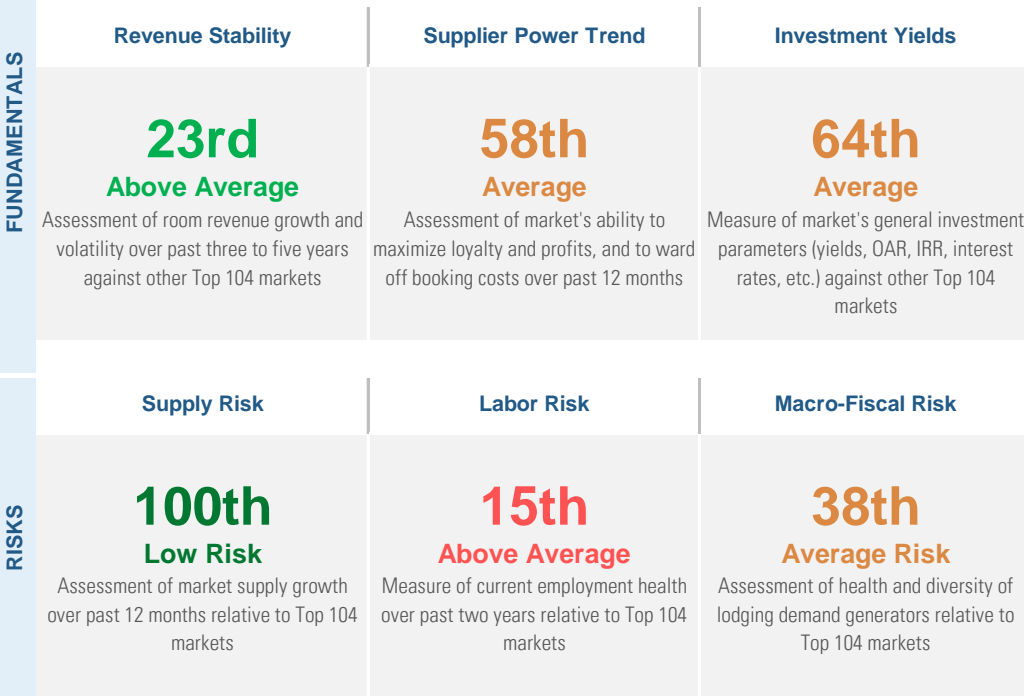 FUNDAMENTALS
Revenue Stability
Supplier Power Trend
Investment Yields
23rd
Above Average
Assessment of room revenue growth and
volatility over past three to five years
against other Top 104 markets
58th
Average
Assessment of market's ability to
maximize loyalty and profits, and to ward
off booking costs over past 12 months
64th
Average
Measure of market's general investment
parameters (yields, OAR, IRR, interest
rates, etc.) against other Top 104
markets
RISKS
Supply Risk
Labor Risk
Macro-Fiscal Risk
100th
Low Risk
Assessment of market supply growth
over past 12 months relative to Top 104
markets
15th
Above Average
Measure of current employment health
over past two years relative to Top 104
markets
38th
Average Risk
Assessment of health and diversity of
lodging demand generators relative to
Top 104 markets